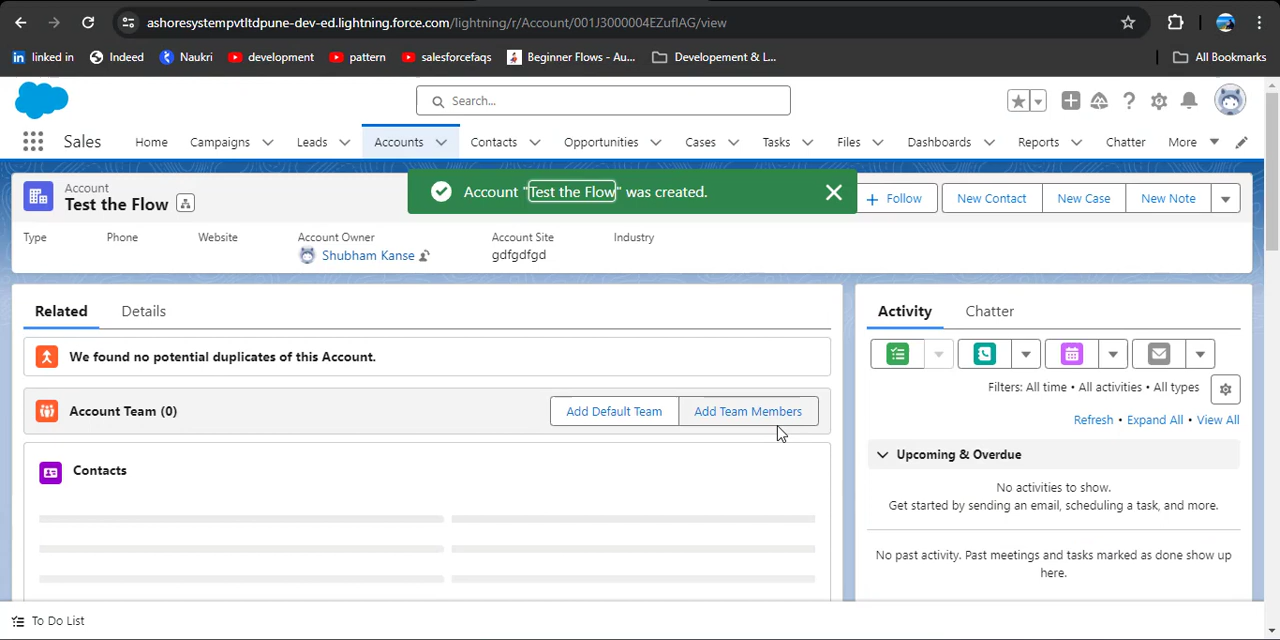 ashoresystempvtltdpune-dev-ed.lightning.force.com/lightning/r/Account/001J3000004EZufIAG/view
linked in Indeed Naukri development pattern salesforcefaqs Beginner Flows - Au... Developement & L... All Bookmarks
Search...
Sales Home Campaigns Leads Accounts Contacts Opportunities Cases Tasks Files Dashboards Reports Chatter More
Account
Test the Flow
Account "Test the Flow" was created.
Follow New Contact New Case New Note
Type Phone Website Account Owner Account Site Industry
Shubham Kanse gdfgdfgd
Related Details
We found no potential duplicates of this Account.
Account Team (0) Add Default Team Add Team Members
Contacts
Activity Chatter
Filters: All time • All activities • All types
Refresh • Expand All • View All
Upcoming & Overdue
No activities to show.
Get started by sending an email, scheduling a task, and more.
No past activity. Past meetings and tasks marked as done show up
here.
To Do List